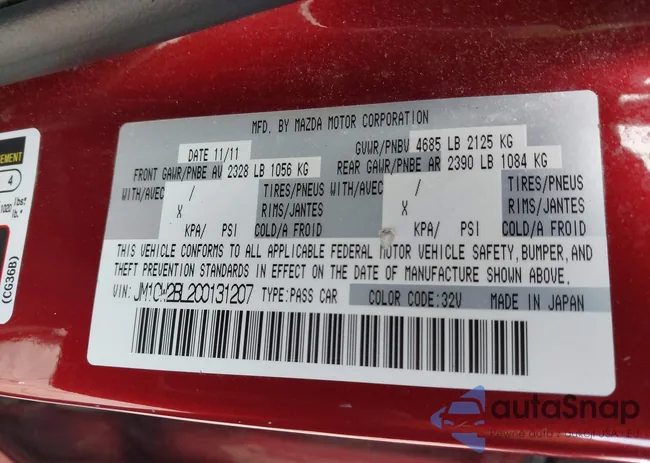 MFD. BY MAZDA MOTOR CORPORATION
DATE 11/11 GVWR/PNBV 4685 LB 2125 KG
FRONT GAWR/PNBE AV 2328 LB 1056 KG REAR GAWR/PNBE AR 2390 LB 1084 KG
WITH/AVEC / TIRES/PNEUS WITH/AVEC / TIRES/PNEUS
X RIMS/JANTES X RIMS/JANTES
KPA/ PSI COLD/A FROID KPA/ PSI COLD/A FROID
THIS VEHICLE CONFORMS TO ALL APPLICABLE FEDERAL MOTOR VEHICLE SAFETY, BUMPER, AND
THEFT PREVENTION STANDARDS IN EFFECT ON THE DATE OF MANUFACTURE SHOWN ABOVE.
VIN: JM1CW2BL2C0131207 TYPE: PASS CAR COLOR CODE: 32V MADE IN JAPAN
EMENT
4
1020 lbst
(CG36B)
autoSnap